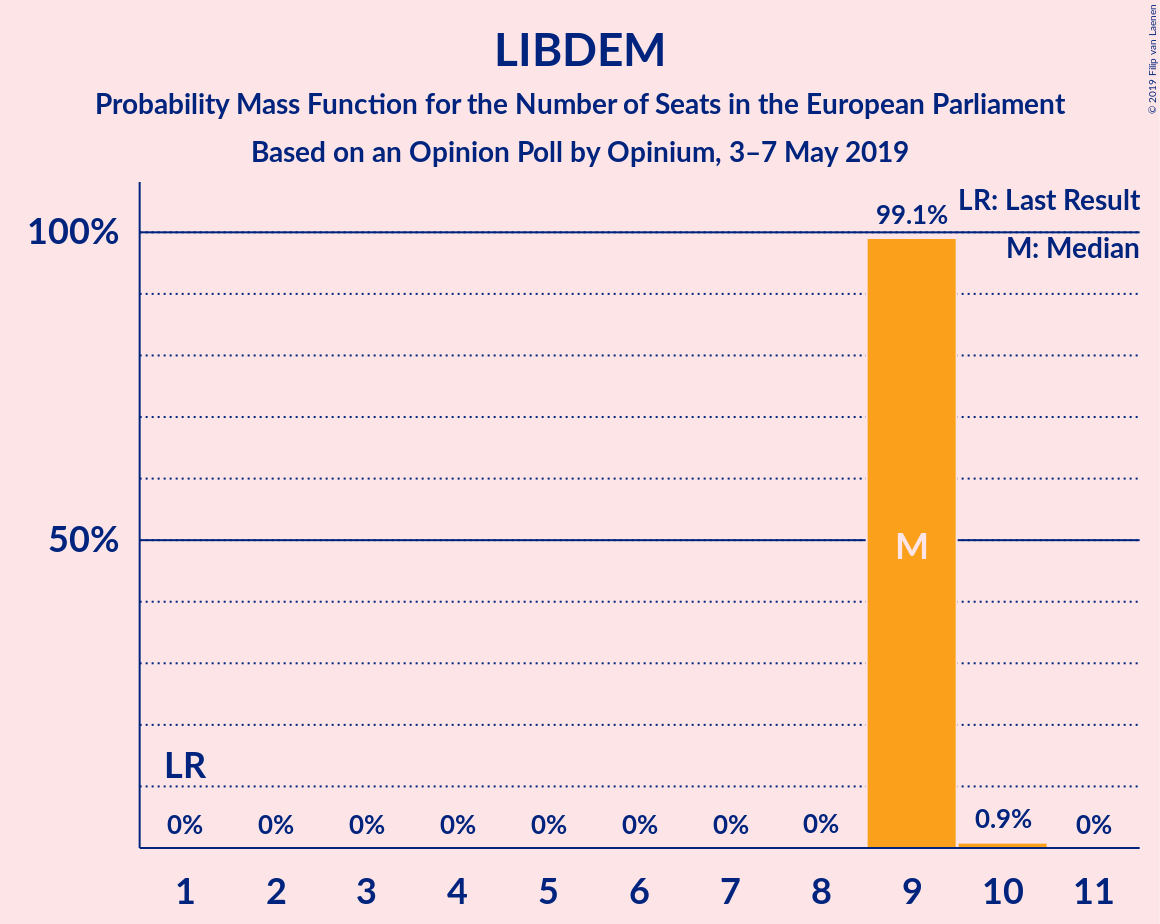 LIBDEM
Probability Mass Function for the Number of Seats in the European Parliament
Based on an Opinion Poll by Opinium, 3–7 May 2019
© 2019 Filip van Laenen
LR: Last Result
M: Median
100%
50%
99.1%
M
LR
0% 0% 0% 0% 0% 0% 0% 0% 0.9% 0%
1 2 3 4 5 6 7 8 9 10 11